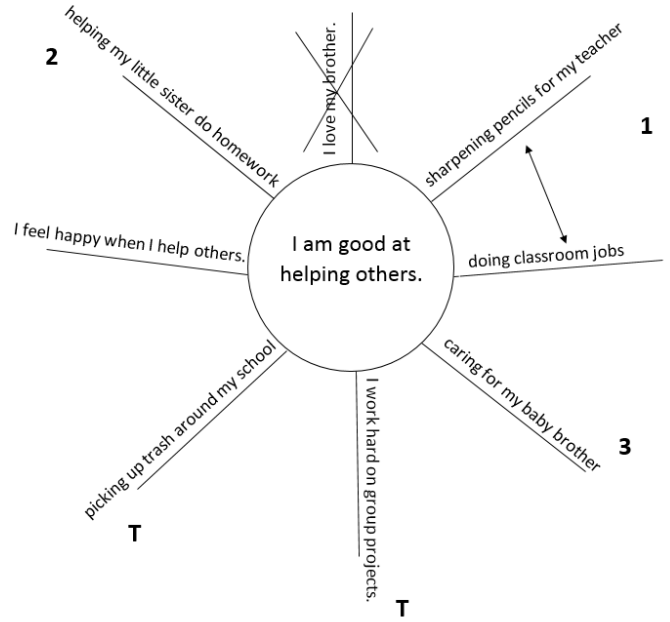 helping my little sister do homework
2
I love my brother.
sharpening pencils for my teacher
1
I feel happy when I help others.
I am good at
helping others.
doing classroom jobs
picking up trash around my school
T
I work hard on group projects.
T
caring for my baby brother
3